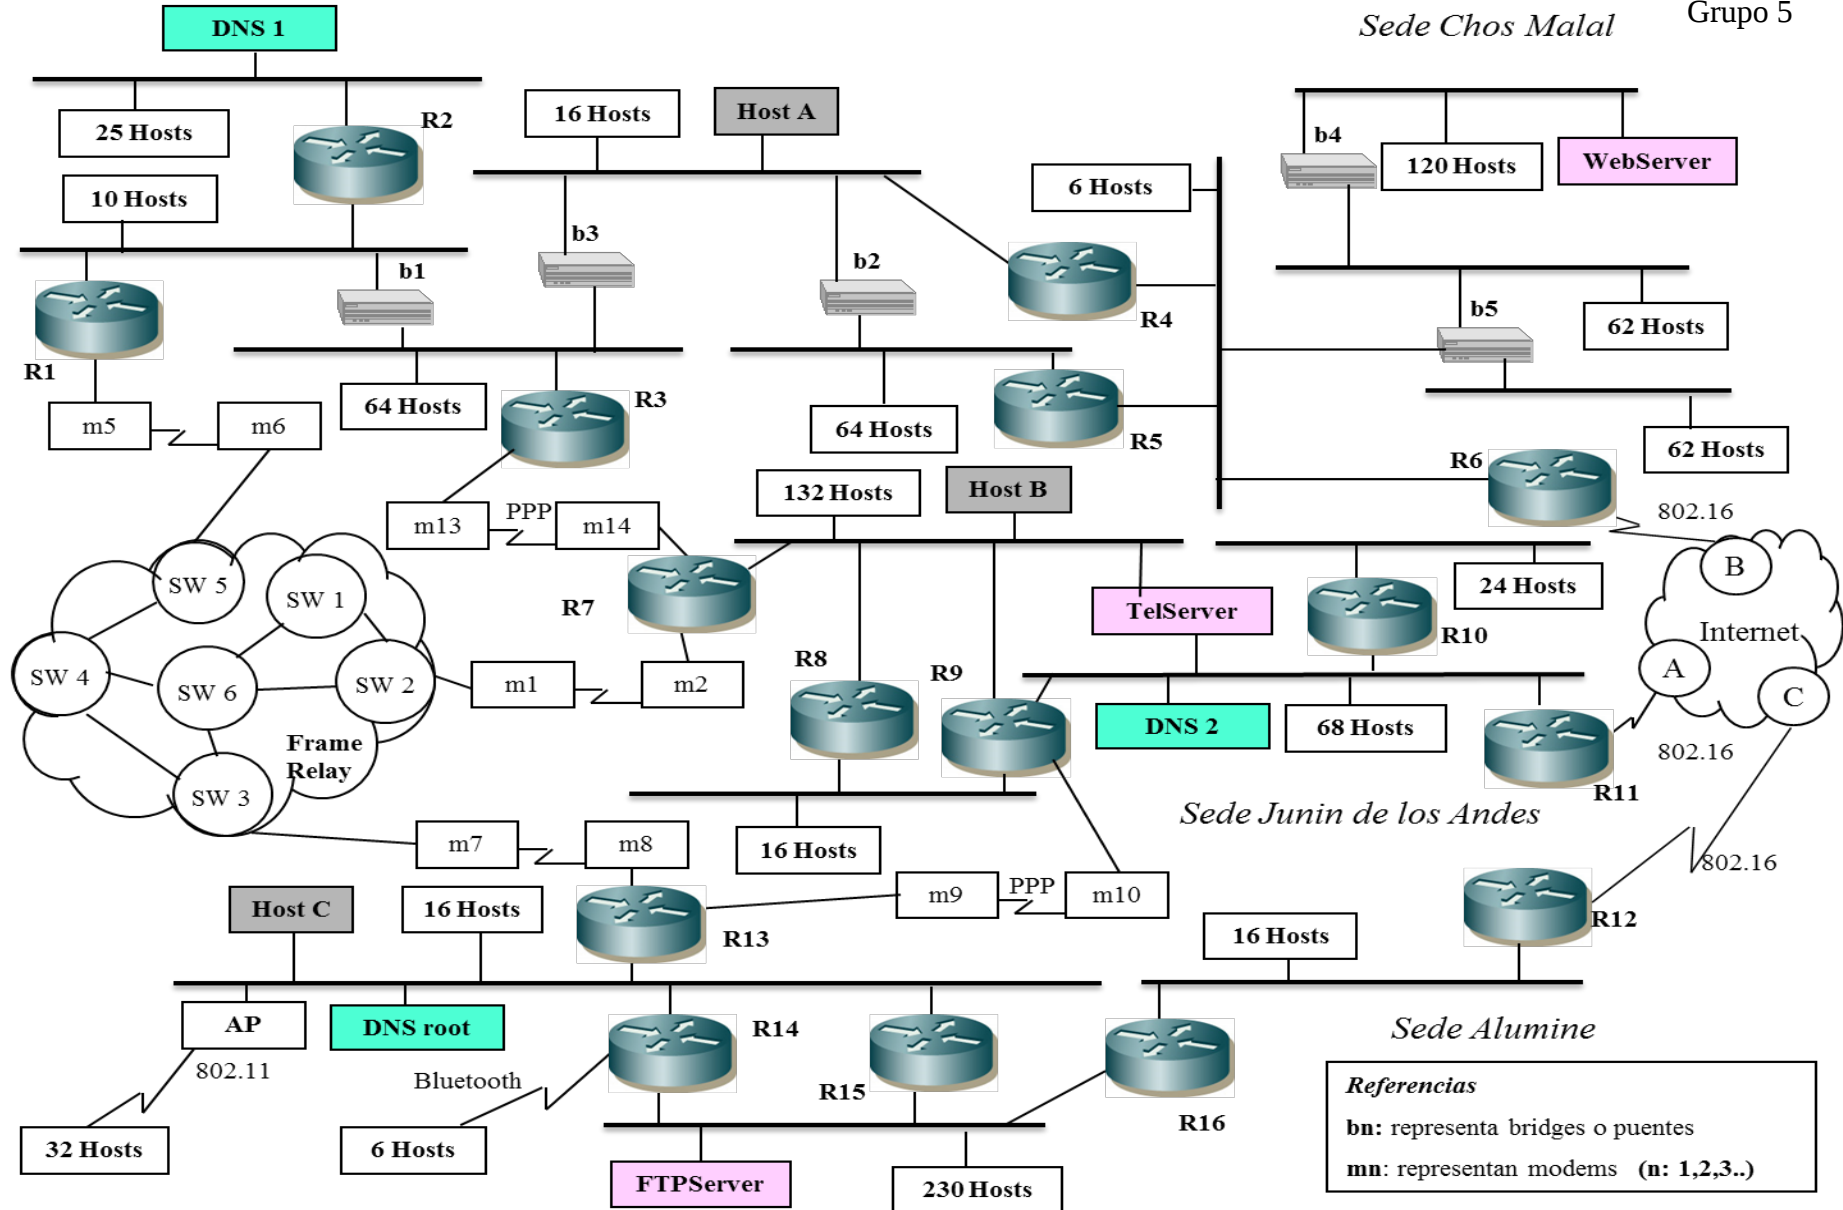 Grupo 5
Sede Chos Malal
DNS 1
25 Hosts
R2
10 Hosts
R1
b1
m5
m6
64 Hosts
R3
16 Hosts
Host A
b3
b2
R4
6 Hosts
64 Hosts
R5
b4
120 Hosts
WebServer
b5
62 Hosts
62 Hosts
R6
802.16
m13
PPP
m14
132 Hosts
Host B
R7
SW 5
SW 1
SW 4
SW 6
SW 2
SW 3
Frame
Relay
m1
m2
R8
R9
TelServer
24 Hosts
R10
DNS 2
68 Hosts
R11
B
Internet
A
C
802.16
Sede Junin de los Andes
16 Hosts
m7
m8
m9
PPP
m10
802.16
R12
16 Hosts
Host C
16 Hosts
R13
AP
DNS root
802.11
Bluetooth
R14
R15
R16
32 Hosts
6 Hosts
FTPServer
230 Hosts
Sede Alumine
Referencias
bn: representa bridges o puentes
mn: representan modems (n: 1,2,3..)